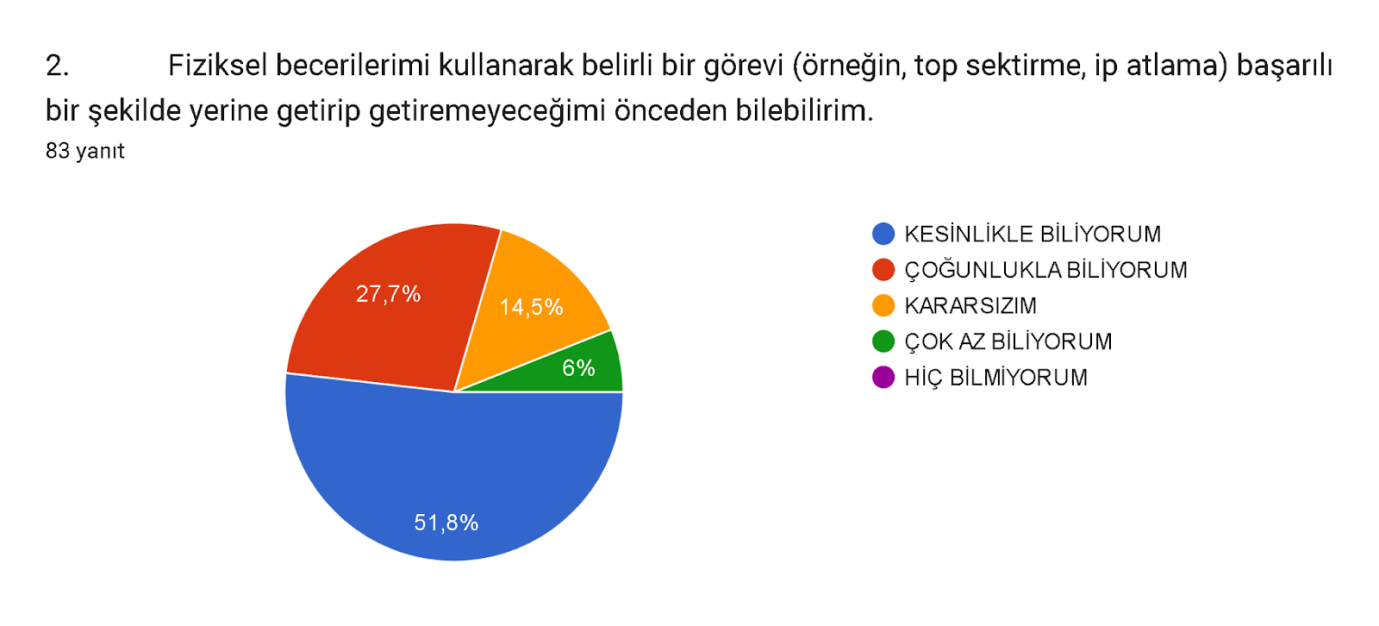 2. Fiziksel becerilerimi kullanarak belirli bir görevi (örneğin, top sektirme, ip atlama) başarılı
bir şekilde yerine getirip getiremeyeceğimi önceden bilebilirim.
83 yanıt
27,7%
14,5%
6%
51,8%
KESİNLİKLE BİLİYORUM
ÇOĞUNLUKLA BİLİYORUM
KARARSIZIM
ÇOK AZ BİLİYORUM
HİÇ BİLMİYORUM